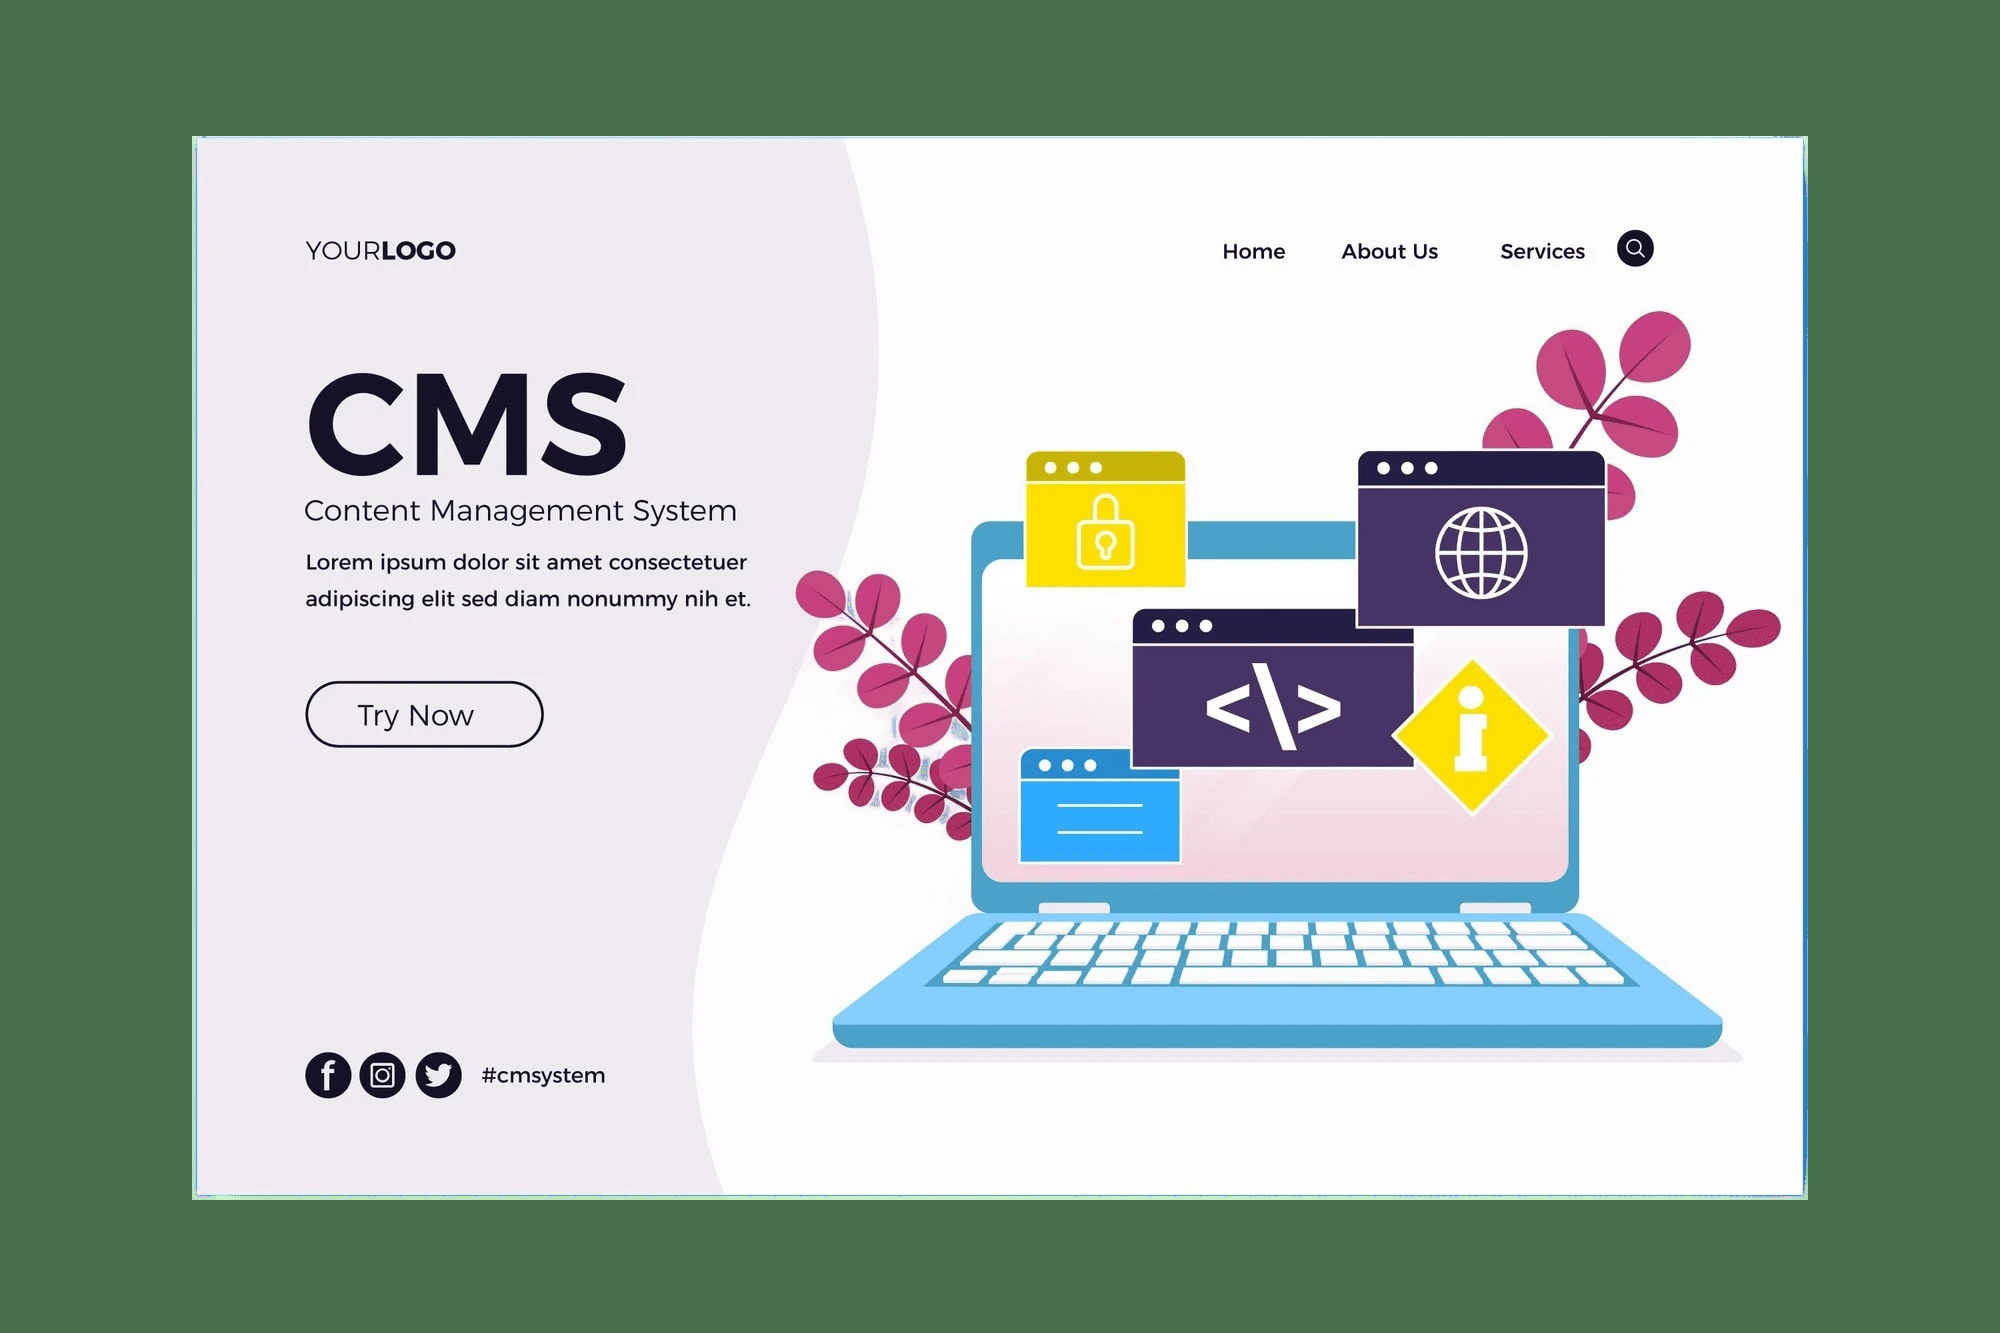 YOURLOGO
Home About Us Services
CMS
Content Management System
Lorem ipsum dolor sit amet consectetuer
adipiscing elit sed diam nonummy nih et.
Try Now
<\>
i
f
#cmsystem